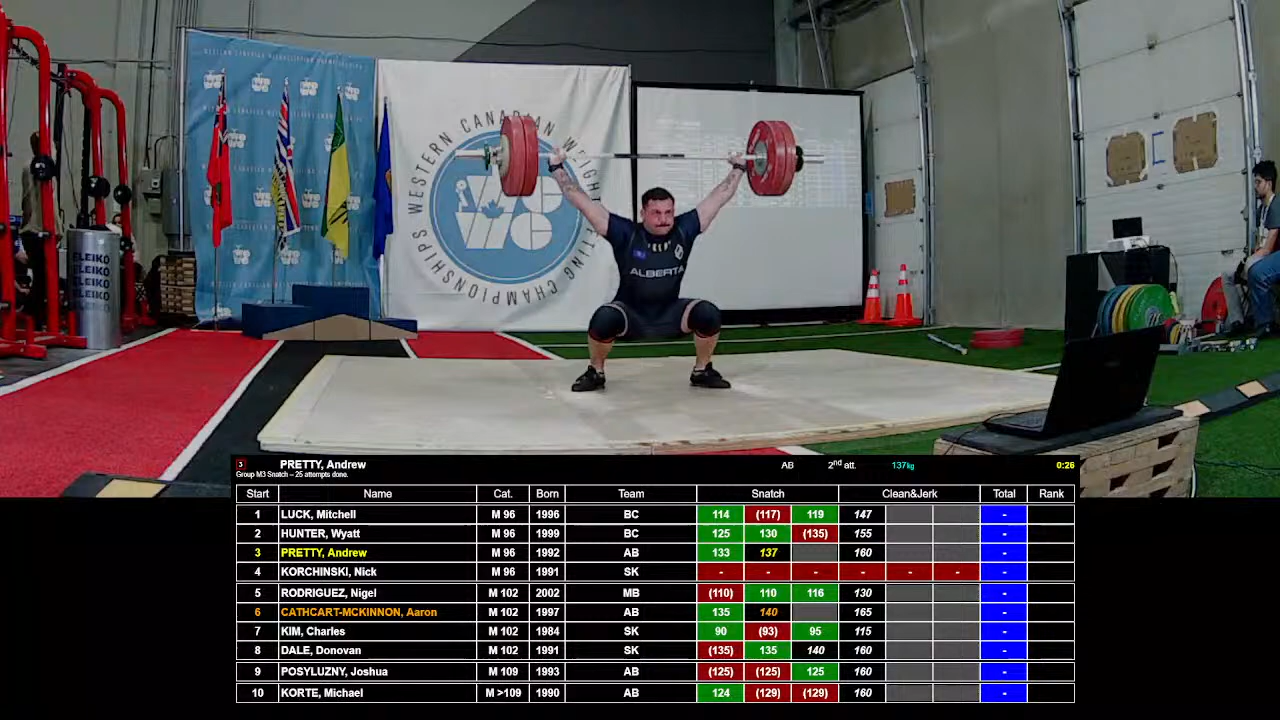 WESTERN CANADIAN WEIGHTLIFTING CHAMPIONSHIPS
ELEIKO
ELEIKO
ELEIKO
ELEIKO
ALBERTA
3 PRETTY, Andrew AB 2nd att. 137kg 0:26
Group M3 Snatch – 25 attempts done.
Start Name Cat. Born Team Snatch Clean&Jerk Total Rank
1 LUCK, Mitchell M 96 1996 BC 114 (117) 119 147 -
2 HUNTER, Wyatt M 96 1999 BC 125 130 (135) 155 -
3 PRETTY, Andrew M 96 1992 AB 133 137 160 -
4 KORCHINSKI, Nick M 96 1991 SK - - - - - - -
5 RODRIGUEZ, Nigel M 102 2002 MB (110) 110 116 130 -
6 CATHCART-MCKINNON, Aaron M 102 1997 AB 135 140 165 -
7 KIM, Charles M 102 1984 SK 90 (93) 95 115 -
8 DALE, Donovan M 102 1991 SK (135) 135 140 160 -
9 POSYLUZNY, Joshua M 109 1993 AB (125) (125) 125 160 -
10 KORTE, Michael M >109 1990 AB 124 (129) (129) 160 -